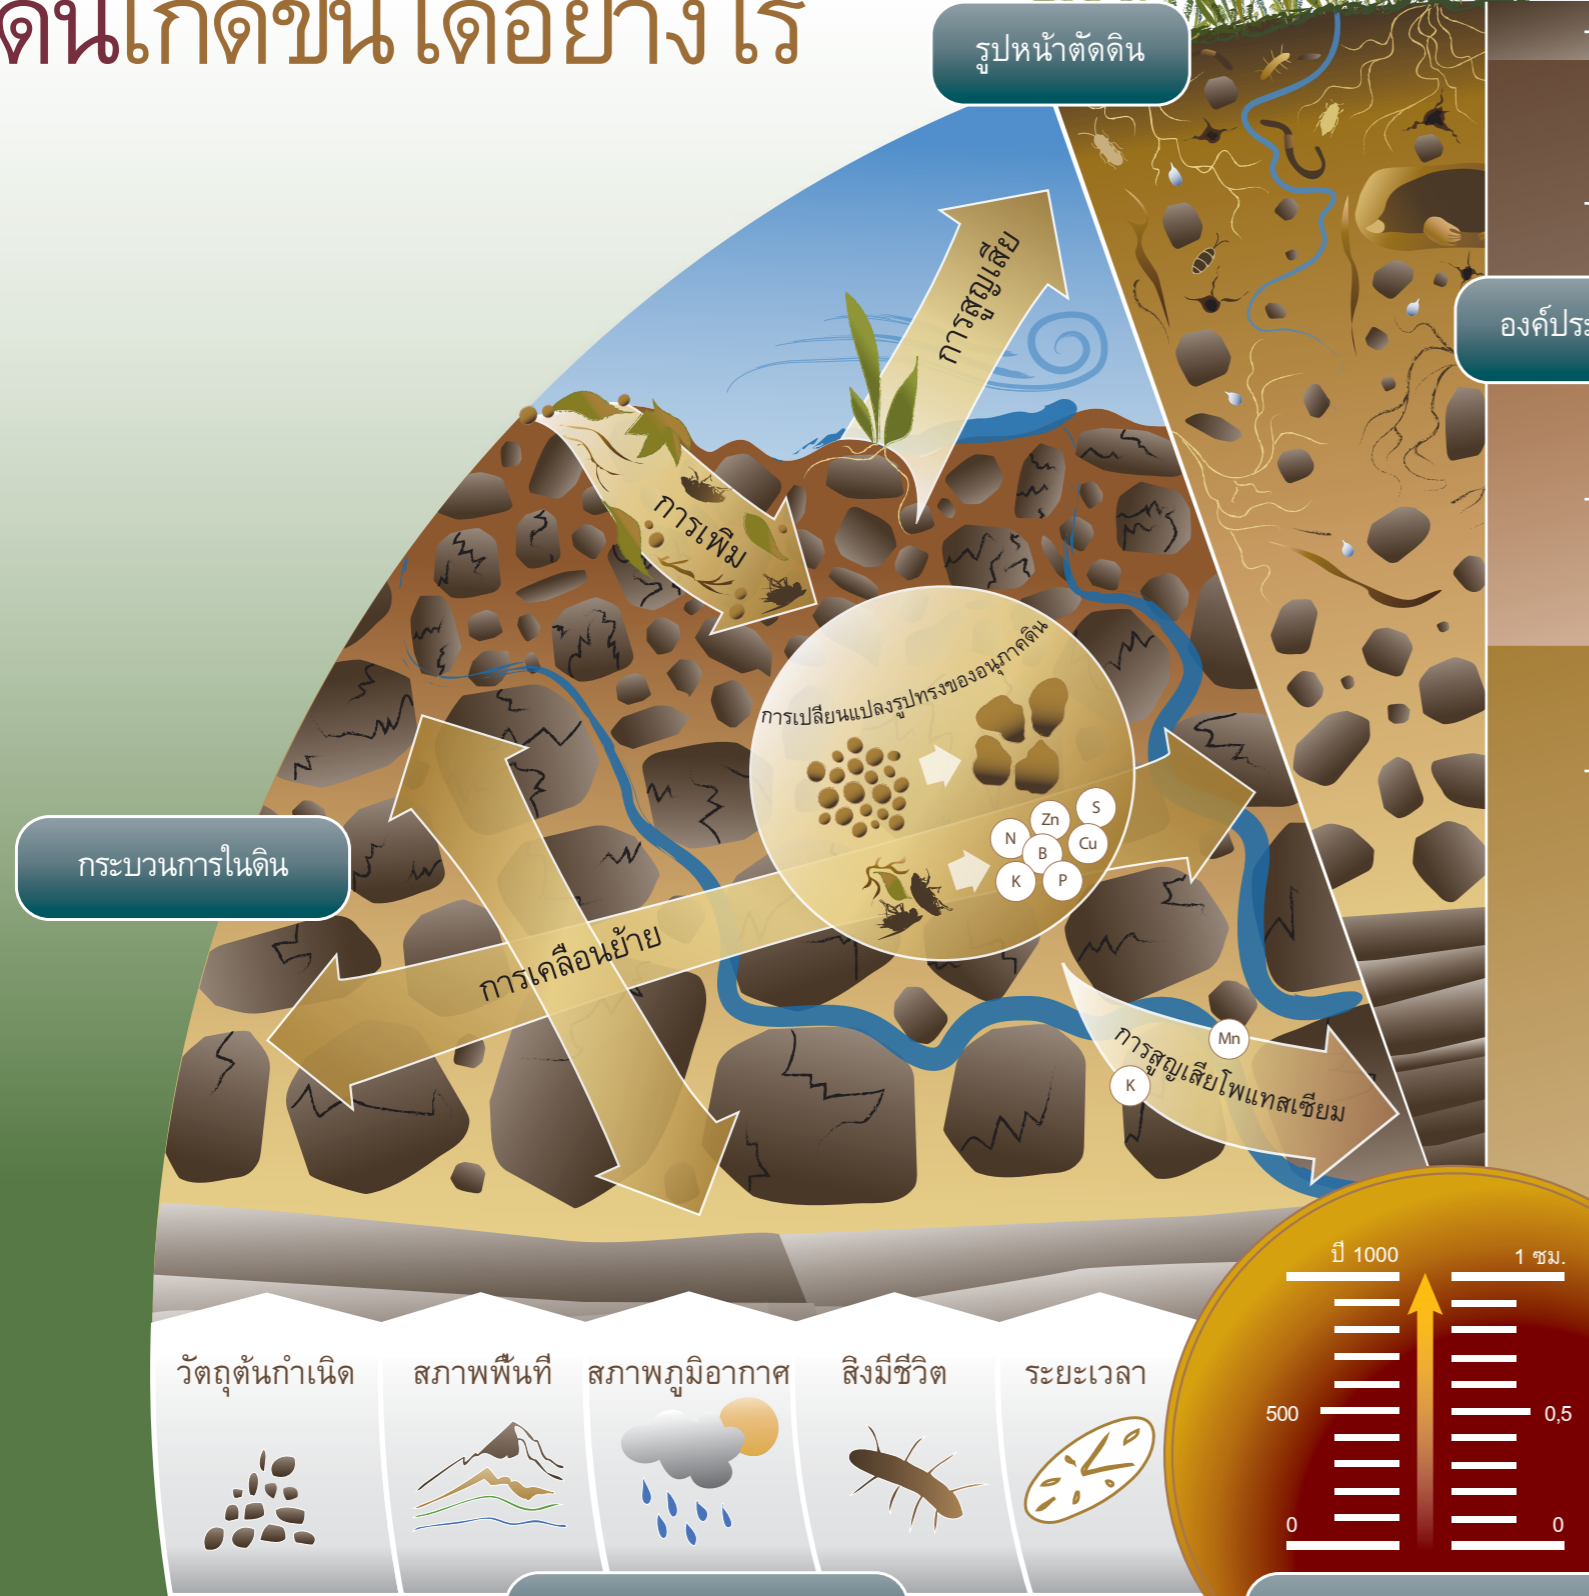 ดินเกิดขึ้นได้อย่างไร
รูปหน้าตัดดิน
องค์ประ
การสูญเสีย
การเพิ่ม
การเปลี่ยนแปลงรูปทรงของอนุภาคดิน
S
Zn
N
Cu
B
K
P
กระบวนการในดิน
การเคลื่อนย้าย
Mn
K
การสูญเสียโพแทสเซียม
ปี 1000
1 ซม.
500
0,5
0
0
วัตถุต้นกำเนิด
สภาพพื้นที่
สภาพภูมิอากาศ
สิ่งมีชีวิต
ระยะเวลา